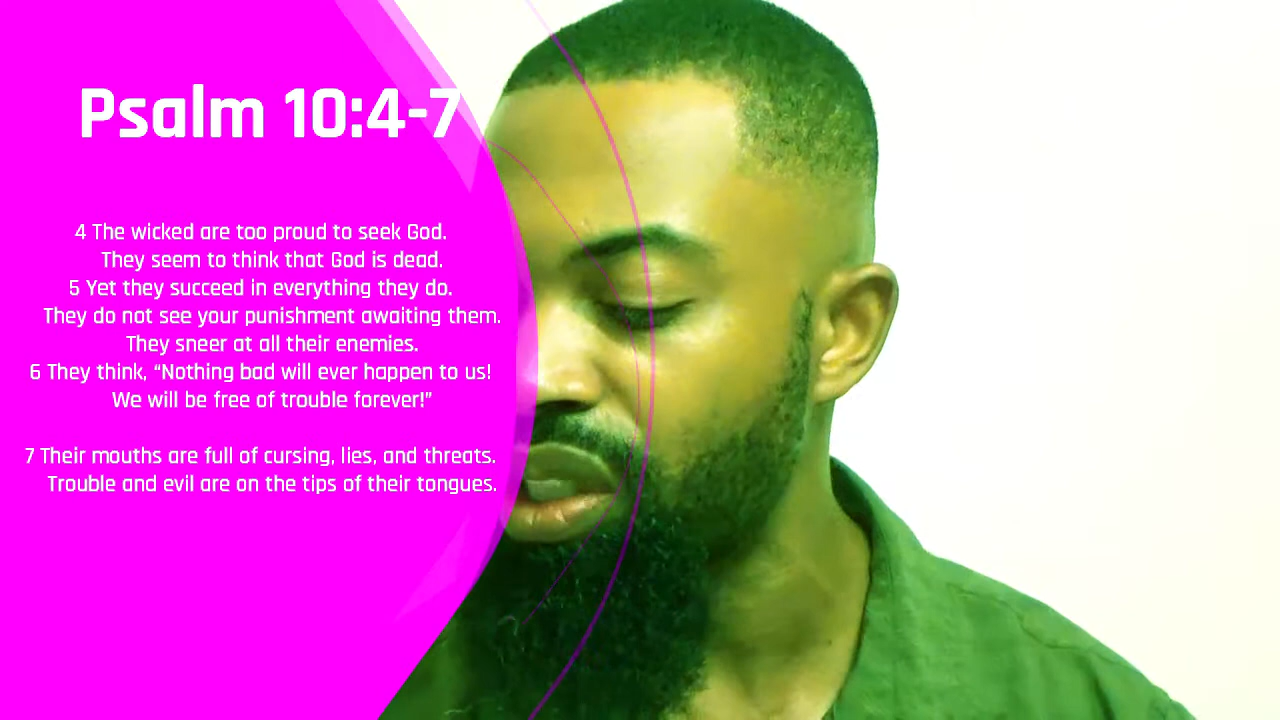 Psalm 10:4-7
4 The wicked are too proud to seek God.
They seem to think that God is dead.
5 Yet they succeed in everything they do.
They do not see your punishment awaiting them.
They sneer at all their enemies.
6 They think, “Nothing bad will ever happen to us!
We will be free of trouble forever!”
7 Their mouths are full of cursing, lies, and threats.
Trouble and evil are on the tips of their tongues.